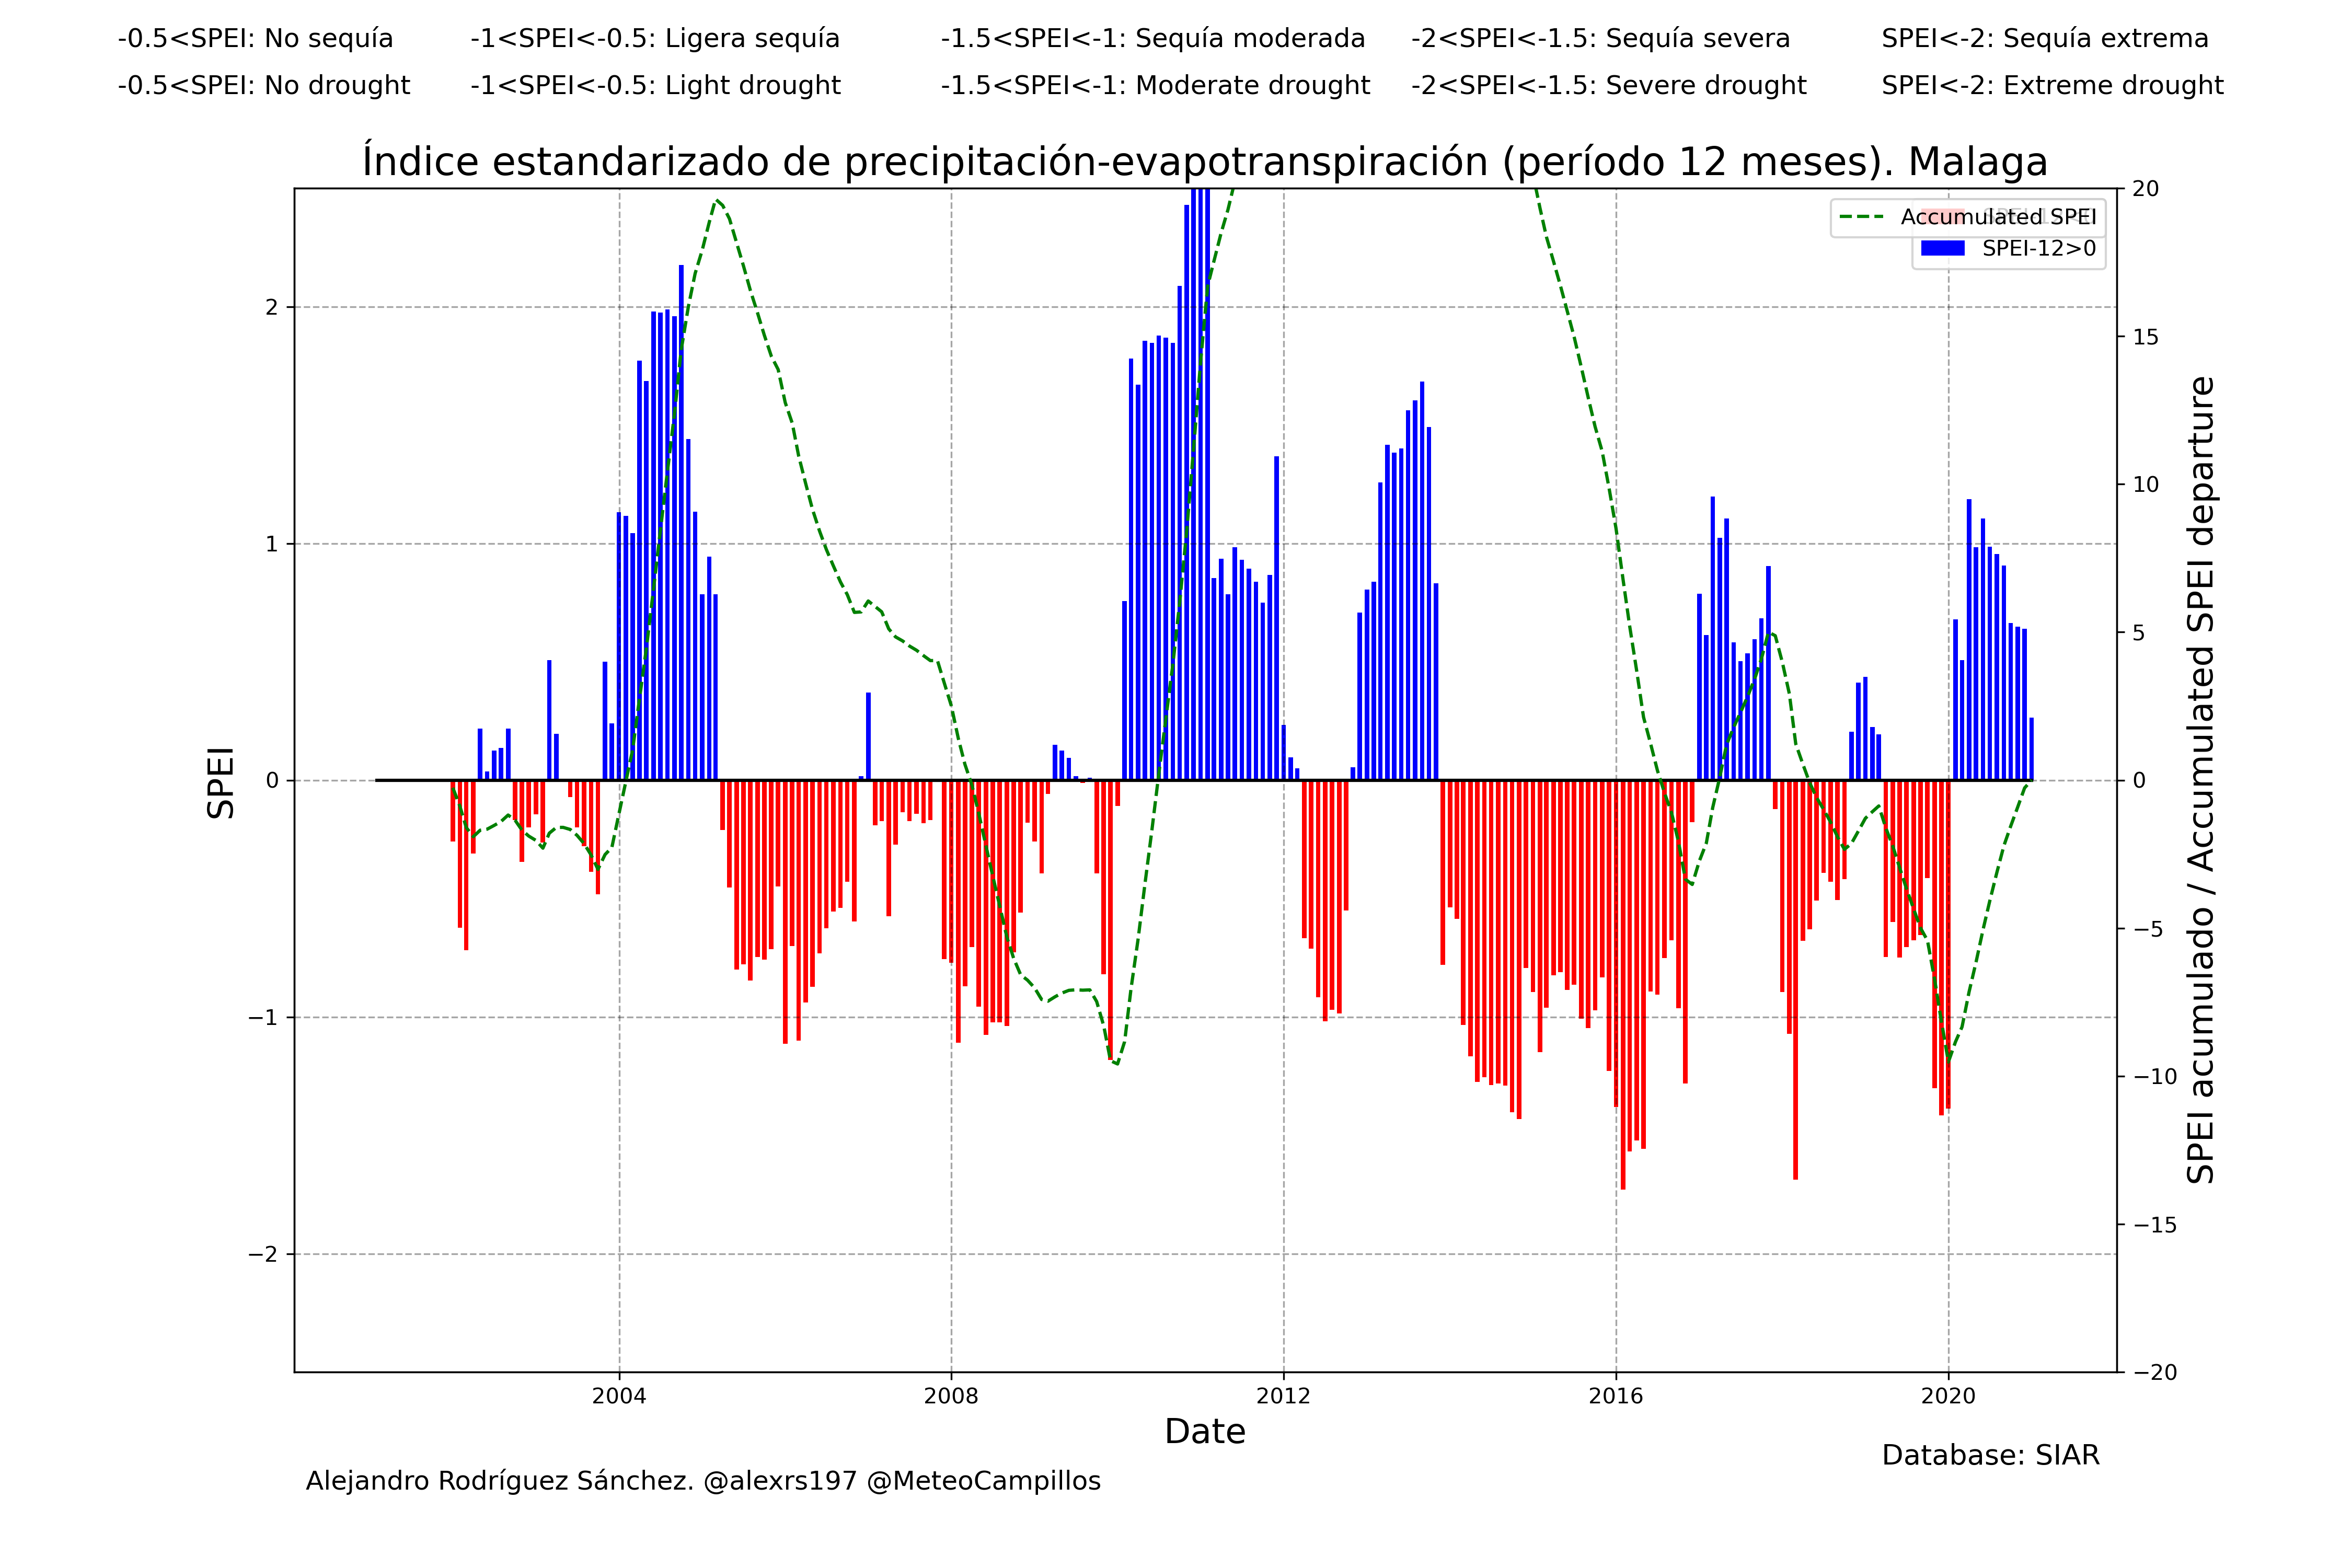 -0.5<SPEI: No sequía -1<SPEI<-0.5: Ligera sequía -1.5<SPEI<-1: Sequía moderada -2<SPEI<-1.5: Sequía severa SPEI<-2: Sequía extrema
-0.5<SPEI: No drought -1<SPEI<-0.5: Light drought -1.5<SPEI<-1: Moderate drought -2<SPEI<-1.5: Severe drought SPEI<-2: Extreme drought
Índice estandarizado de precipitación-evapotranspiración (período 12 meses). Malaga
Accumulated SPEI
SPEI-12>0
2
1
0
−1
−2
SPEI
20
15
10
5
0
−5
−10
−15
−20
SPEI acumulado / Accumulated SPEI departure
2004 2008 2012 2016 2020
Date
Database: SIAR
Alejandro Rodríguez Sánchez. @alexrs197 @MeteoCampillos